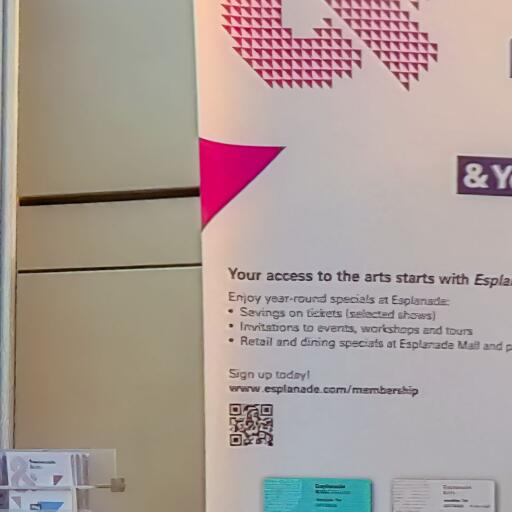 & Y
Your access to the arts starts with Espla
Enjoy year-round specials at Esplanade:
• Savings on tickets (selected shows)
• Invitations to events, workshops and tours
• Retail and dining specials at Esplanade Mall and p
Sign up today!
www.esplanade.com/membership
Esplanade